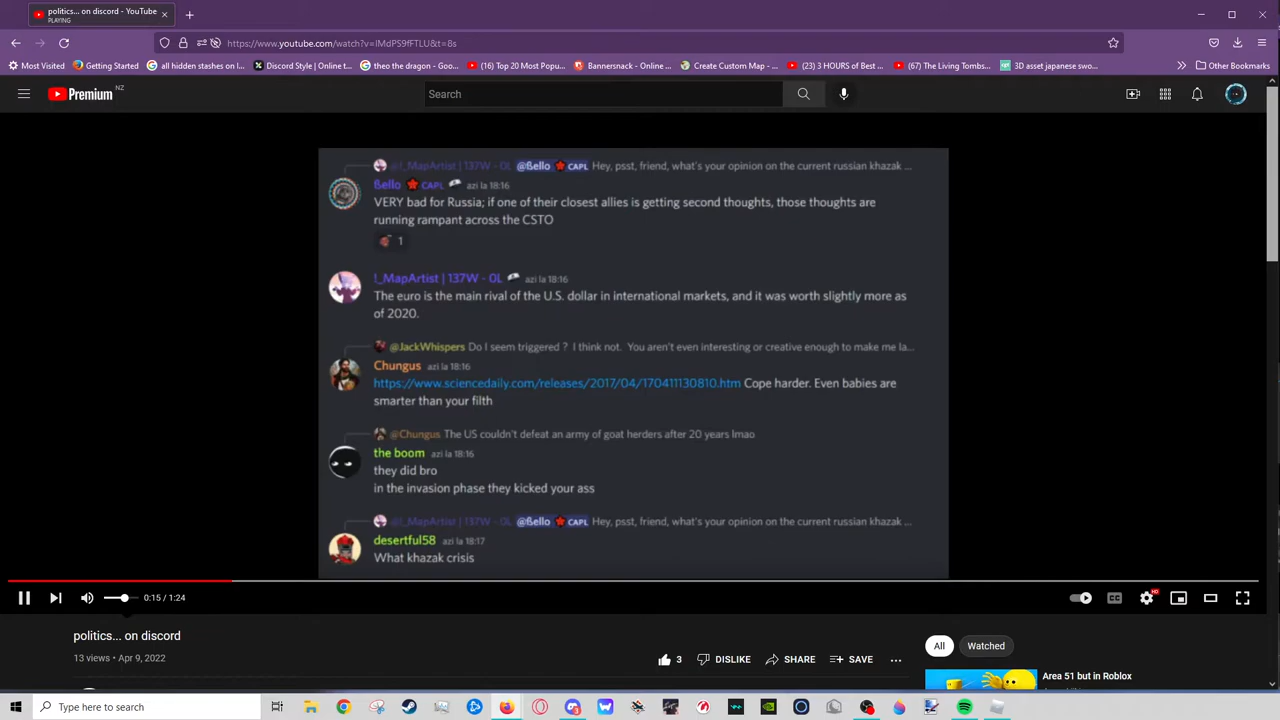 politics... on discord - YouTube
PLAYING
https://www.youtube.com/watch?v=IMdPS9fFTLU&t=8s
Most Visited
Getting Started
all hidden stashes on l...
Discord Style | Online t...
theo the dragon - Goo...
(16) Top 20 Most Popu...
Bannersnack - Online ...
Create Custom Map - ...
(23) 3 HOURS of Best ...
(67) The Living Tombs...
3D asset japanese swo...
Other Bookmarks
Premium NZ
Search
@!_MapArtist | 137W - 0L @ßello CAPL Hey, psst, friend, what's your opinion on the current russian khazak ...
ßello CAPL azi la 18:16
VERY bad for Russia; if one of their closest allies is getting second thoughts, those thoughts are
running rampant across the CSTO
1
!_MapArtist | 137W - 0L azi la 18:16
The euro is the main rival of the U.S. dollar in international markets, and it was worth slightly more as
of 2020.
@JackWhispers Do I seem triggered ? I think not. You aren't even interesting or creative enough to make me la...
Chungus azi la 18:16
https://www.sciencedaily.com/releases/2017/04/170411130810.htm Cope harder. Even babies are
smarter than your filth
@Chungus The US couldn't defeat an army of goat herders after 20 years lmao
the boom azi la 18:16
they did bro
in the invasion phase they kicked your ass
@!_MapArtist | 137W - 0L @ßello CAPL Hey, psst, friend, what's your opinion on the current russian khazak ...
desertful58 azi la 18:17
What khazak crisis
0:15 / 1:24
CC
HD
politics... on discord
13 views • Apr 9, 2022
3
DISLIKE
SHARE
SAVE
All
Watched
Area 51 but in Roblox
Type here to search